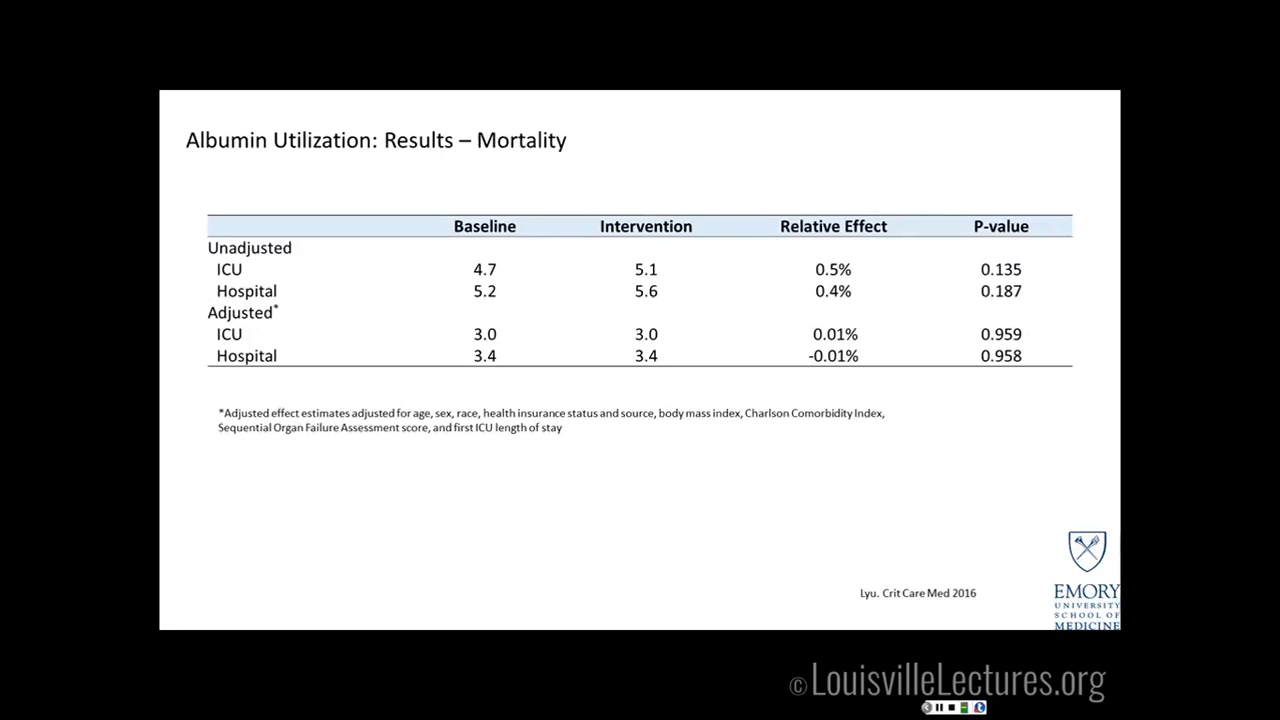 Albumin Utilization: Results – Mortality
Baseline Intervention Relative Effect P-value
Unadjusted
ICU 4.7 5.1 0.5% 0.135
Hospital 5.2 5.6 0.4% 0.187
Adjusted*
ICU 3.0 3.0 0.01% 0.959
Hospital 3.4 3.4 -0.01% 0.958
*Adjusted effect estimates adjusted for age, sex, race, health insurance status and source, body mass index, Charlson Comorbidity Index,
Sequential Organ Failure Assessment score, and first ICU length of stay
Lyu. Crit Care Med 2016
EMORY
UNIVERSITY
SCHOOL OF
MEDICINE
© LouisvilleLectures.org